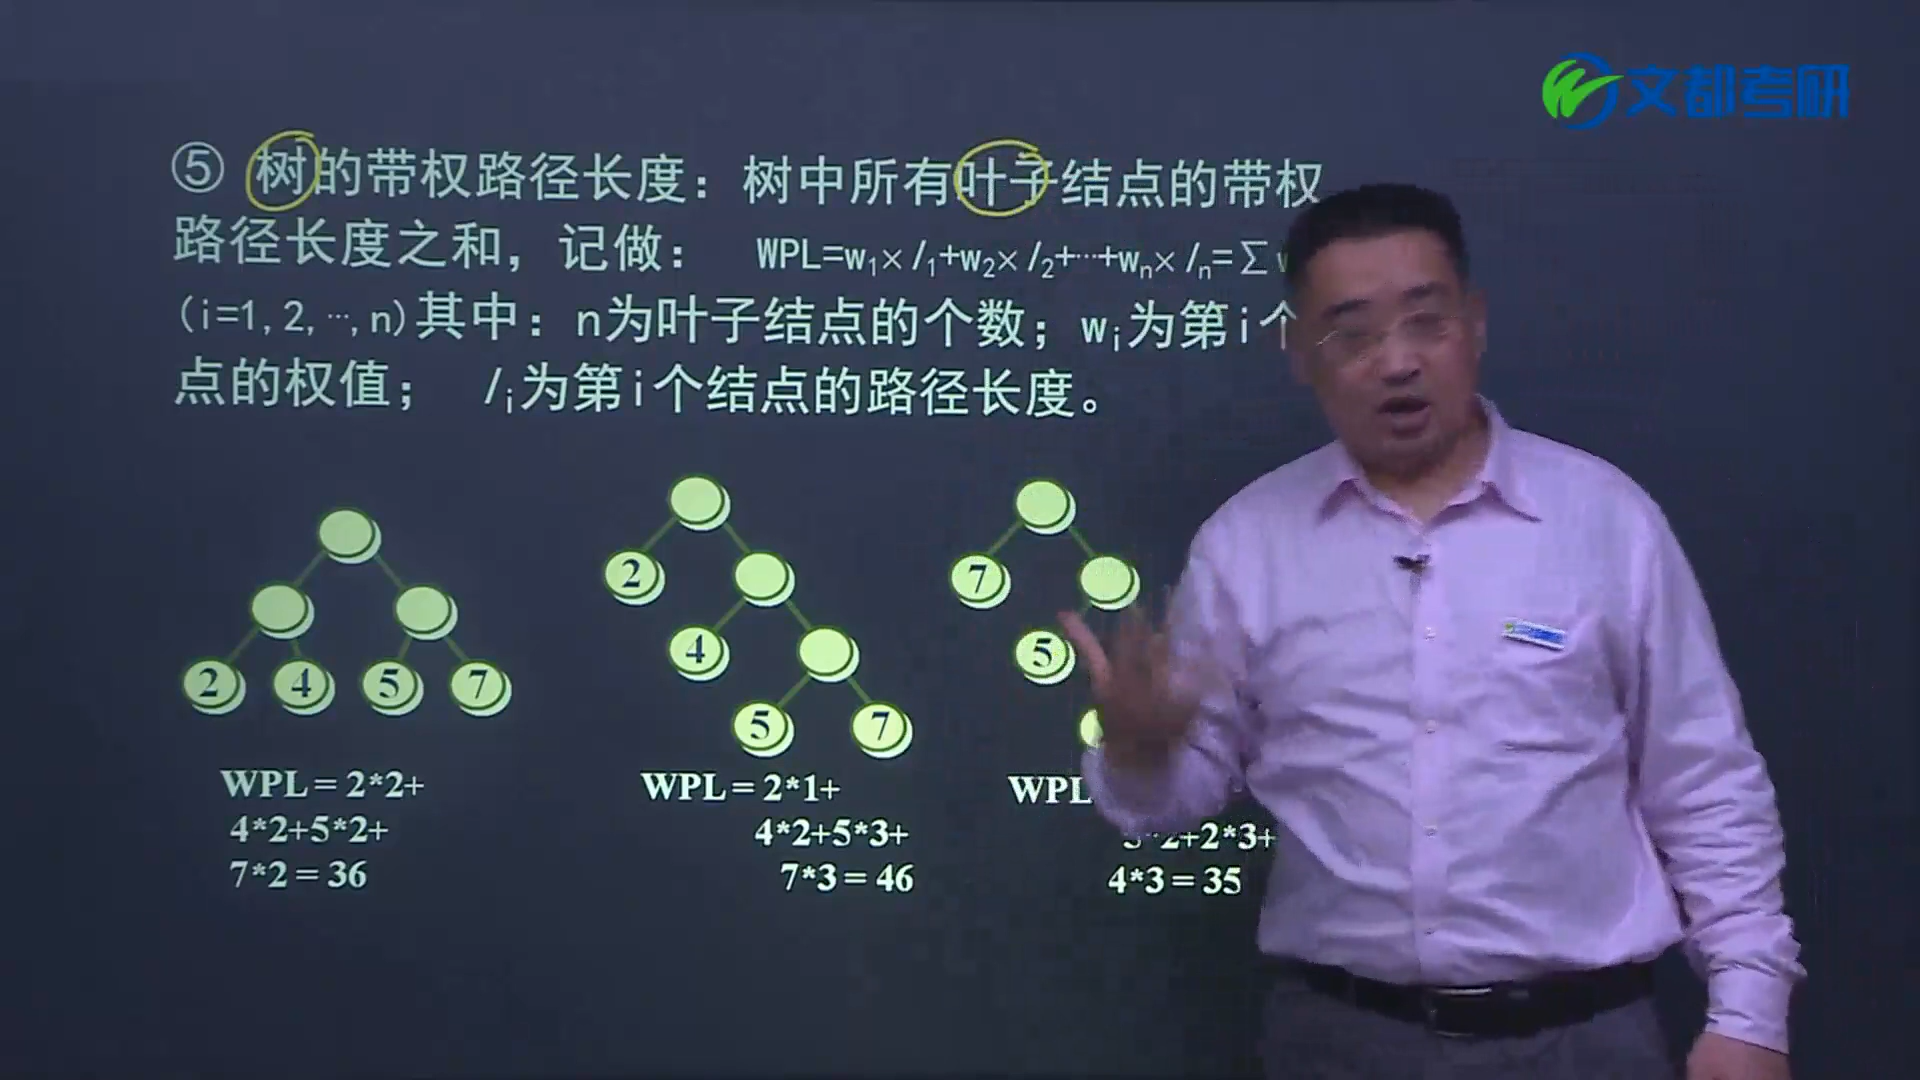 文都考研
⑤ 树的带权路径长度：树中所有叶子结点的带权
路径长度之和，记做： WPL=w₁×l₁+w₂×l₂+…+wₙ×lₙ=∑
(i=1,2,…,n)其中：n为叶子结点的个数；wᵢ为第i个
点的权值； lᵢ为第i个结点的路径长度。
2
7
4
5
2 4 5 7
5 7
WPL = 2*2+
4*2+5*2+
7*2 = 36
WPL = 2*1+
4*2+5*3+
7*3 = 46
WPL
*2+2*3+
4*3 = 35